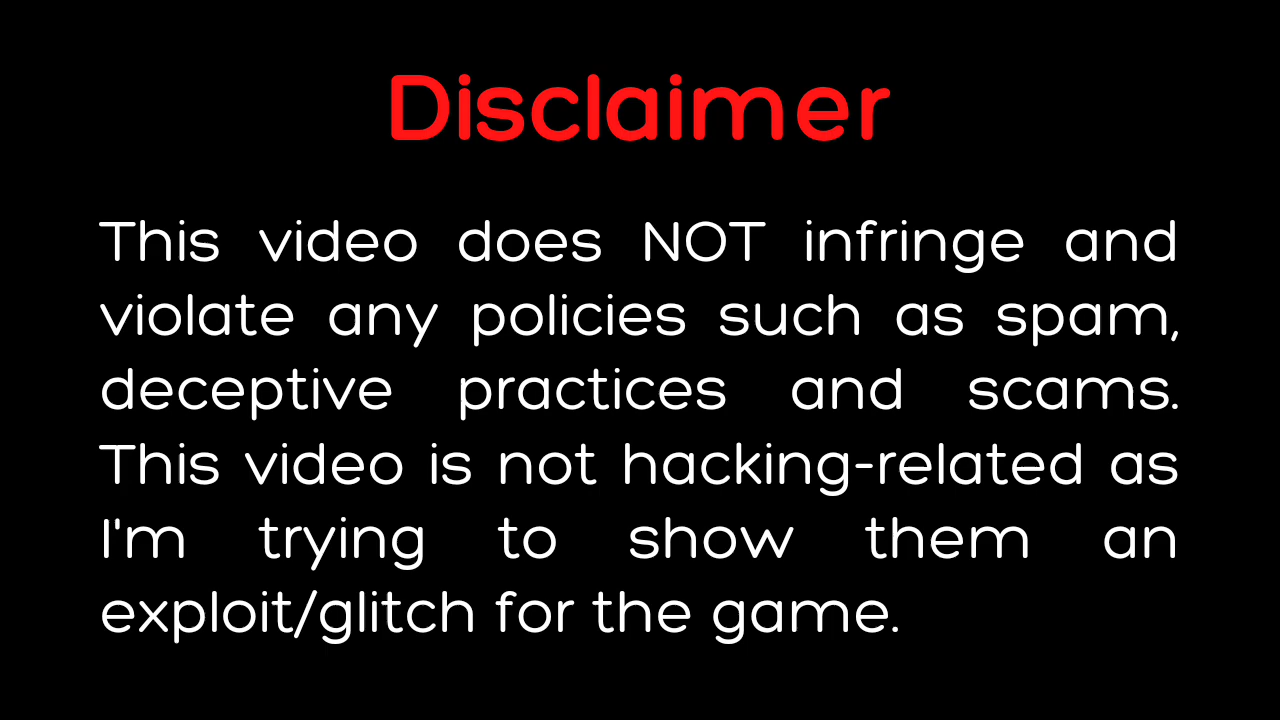 Disclaimer
This video does NOT infringe and
violate any policies such as spam,
deceptive practices and scams.
This video is not hacking-related as
I'm trying to show them an
exploit/glitch for the game.